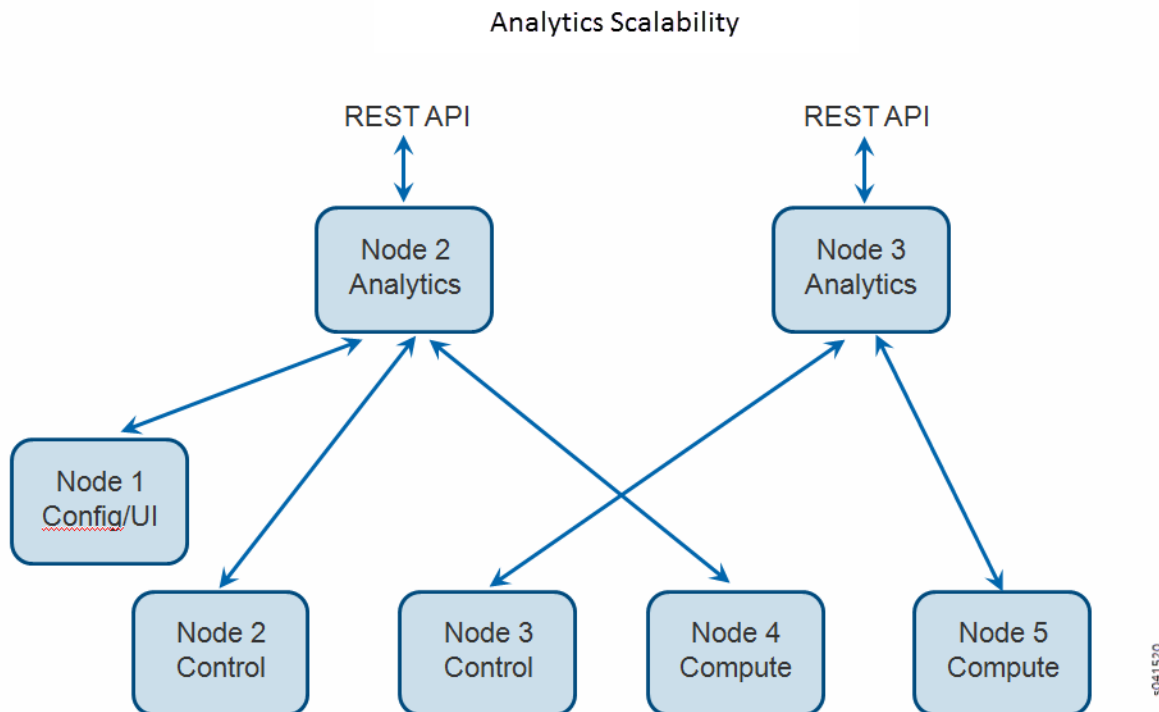 Analytics Scalability
REST API
REST API
Node 2
Analytics
Node 3
Analytics
Node 1
Config/UI
Node 2
Control
Node 3
Control
Node 4
Compute
Node 5
Compute
s041520